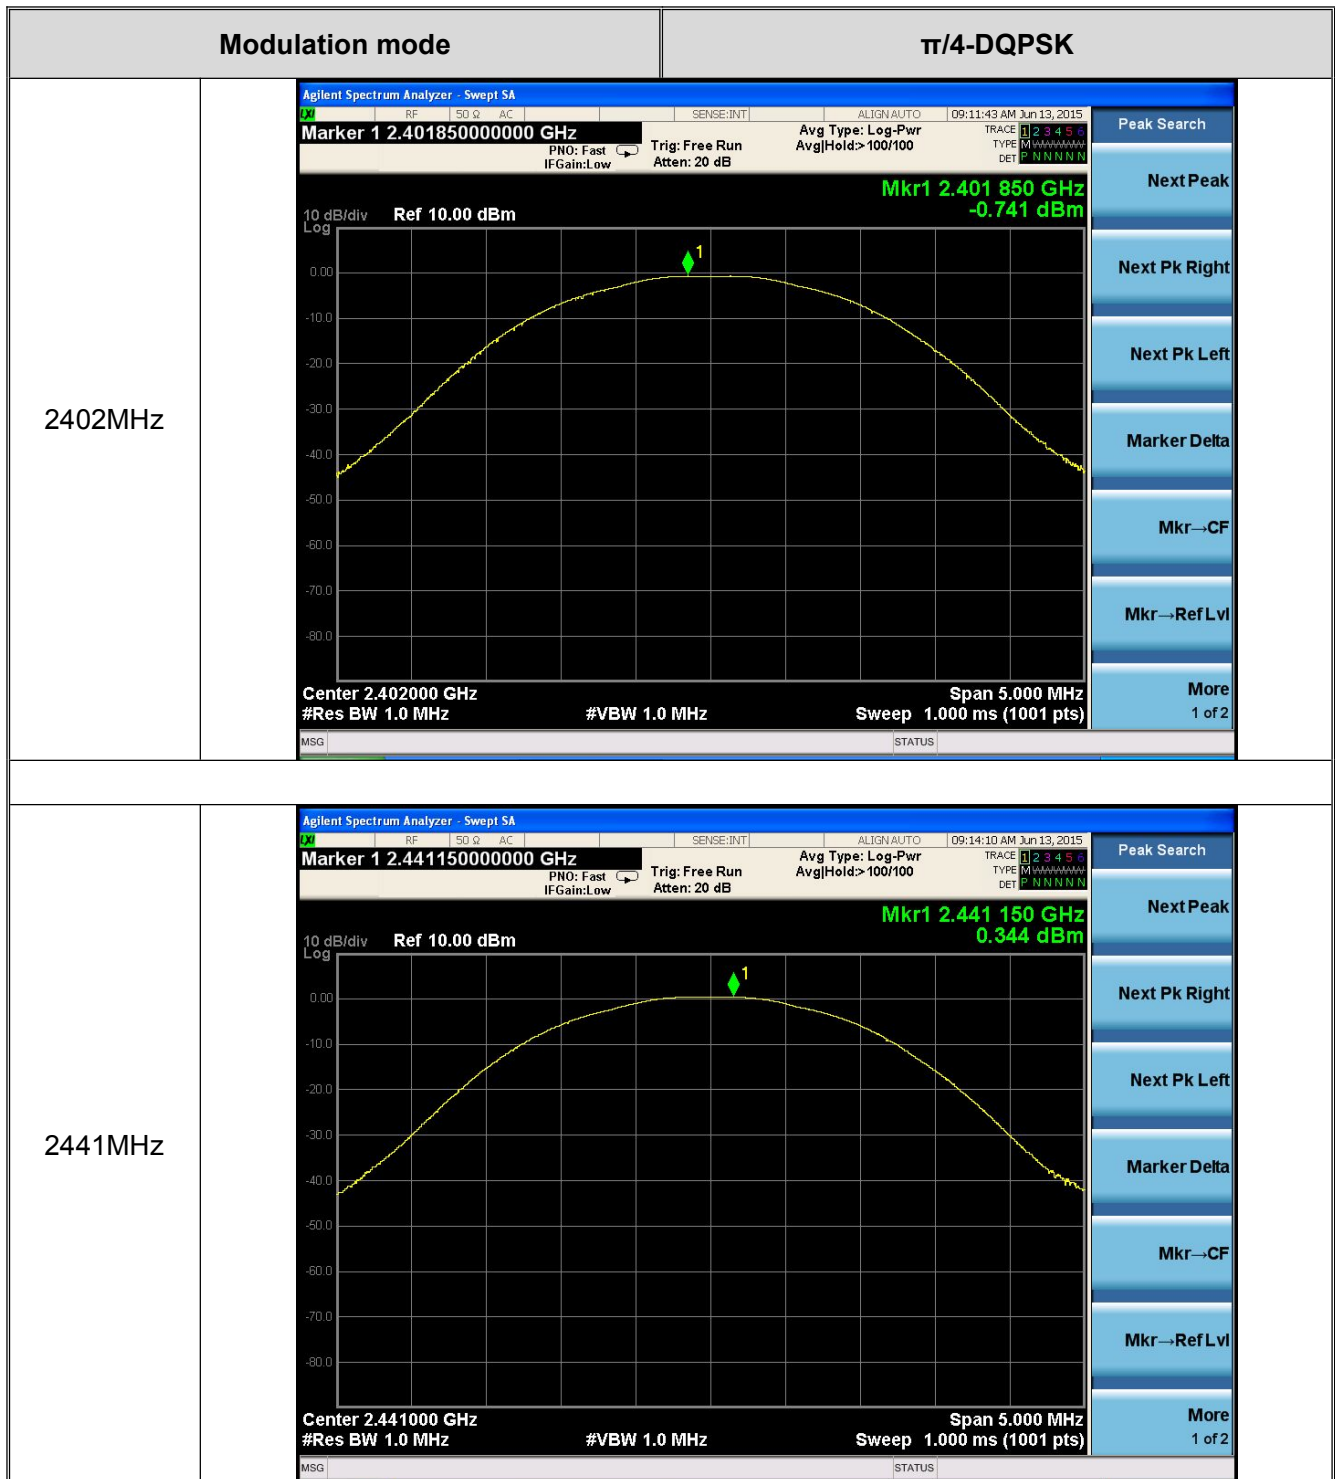 Modulation mode π/4-DQPSK
2402MHz
Agilent Spectrum Analyzer - Swept SA
LXI RF 50 Ω AC SENSE:INT ALIGNAUTO 09:11:43 AM Jun 13, 2015
Marker 1 2.401850000000 GHz
PNO: Fast
IFGain:Low
Trig: Free Run
Atten: 20 dB
Avg Type: Log-Pwr
Avg|Hold:>100/100
TRACE 1 2 3 4 5 6
TYPE M WWWWW
DET P N N N N N
Peak Search
Mkr1 2.401 850 GHz
-0.741 dBm
10 dB/div Ref 10.00 dBm
Log
1
0.00
-10.0
-20.0
-30.0
-40.0
-50.0
-60.0
-70.0
-80.0
Center 2.402000 GHz Span 5.000 MHz
#Res BW 1.0 MHz #VBW 1.0 MHz Sweep 1.000 ms (1001 pts)
MSG STATUS
Next Peak
Next Pk Right
Next Pk Left
Marker Delta
Mkr→CF
Mkr→Ref Lvl
More
1 of 2
2441MHz
Agilent Spectrum Analyzer - Swept SA
LXI RF 50 Ω AC SENSE:INT ALIGNAUTO 09:14:10 AM Jun 13, 2015
Marker 1 2.441150000000 GHz
PNO: Fast
IFGain:Low
Trig: Free Run
Atten: 20 dB
Avg Type: Log-Pwr
Avg|Hold:>100/100
TRACE 1 2 3 4 5 6
TYPE M WWWWW
DET P N N N N N
Peak Search
Mkr1 2.441 150 GHz
0.344 dBm
10 dB/div Ref 10.00 dBm
Log
1
0.00
-10.0
-20.0
-30.0
-40.0
-50.0
-60.0
-70.0
-80.0
Center 2.441000 GHz Span 5.000 MHz
#Res BW 1.0 MHz #VBW 1.0 MHz Sweep 1.000 ms (1001 pts)
MSG STATUS
Next Peak
Next Pk Right
Next Pk Left
Marker Delta
Mkr→CF
Mkr→Ref Lvl
More
1 of 2